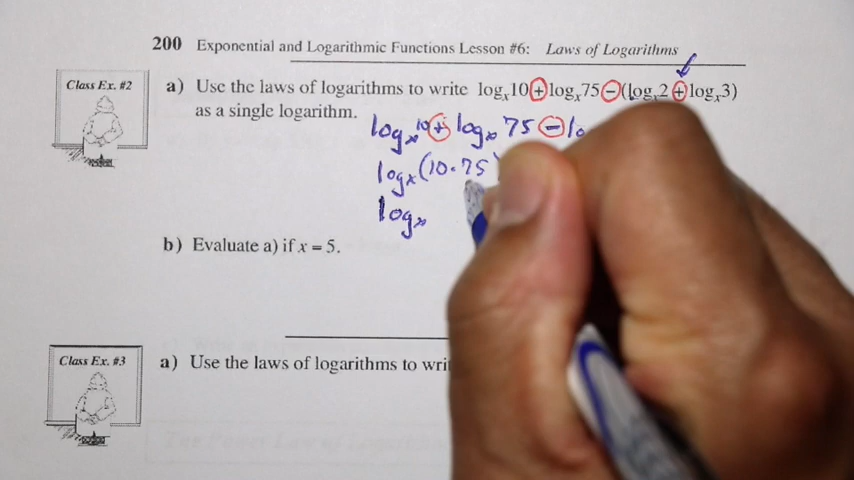 200 Exponential and Logarithmic Functions Lesson #6: Laws of Logarithms
Class Ex. #2
a) Use the laws of logarithms to write logₓ10 + logₓ75 − (logₓ2 + logₓ3)
as a single logarithm.
logₓ10 + logₓ75 −
logₓ(10·75
logₓ
b) Evaluate a) if x = 5.
Class Ex. #3
a) Use the laws of logarithms to